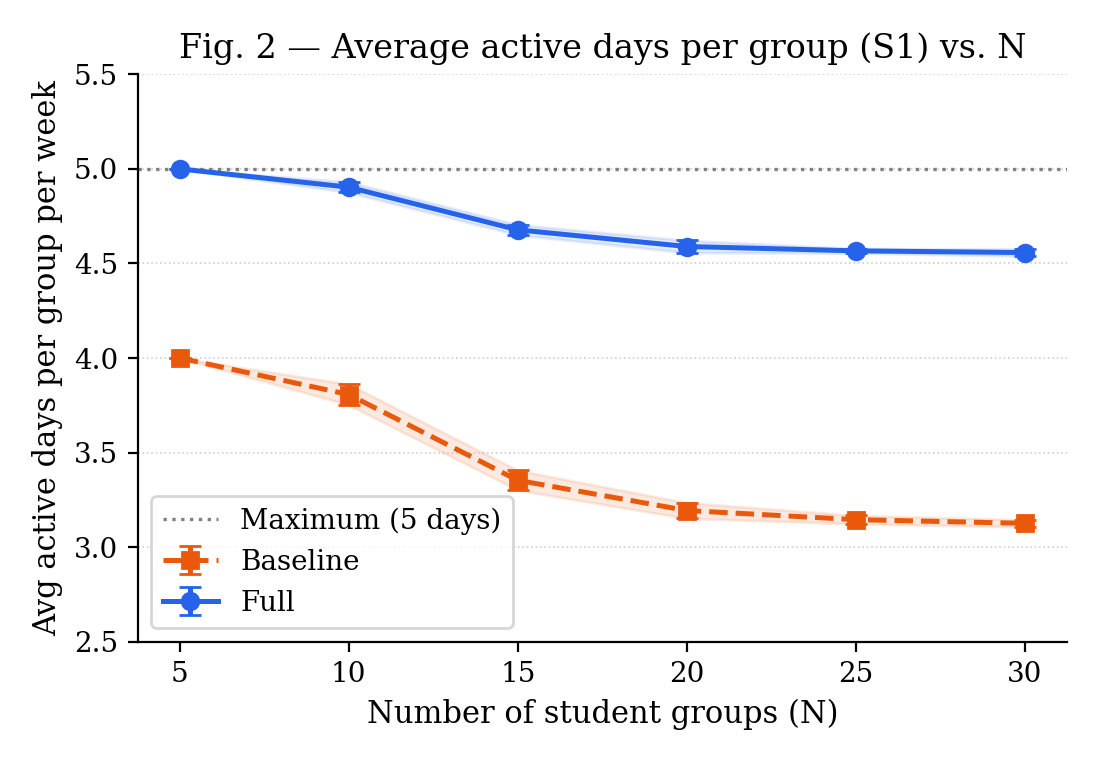 Fig. 2 — Average active days per group (S1) vs. N
Avg active days per group per week
5.5
5.0
4.5
4.0
3.5
3.0
2.5
Maximum (5 days)
Baseline
Full
5 10 15 20 25 30
Number of student groups (N)